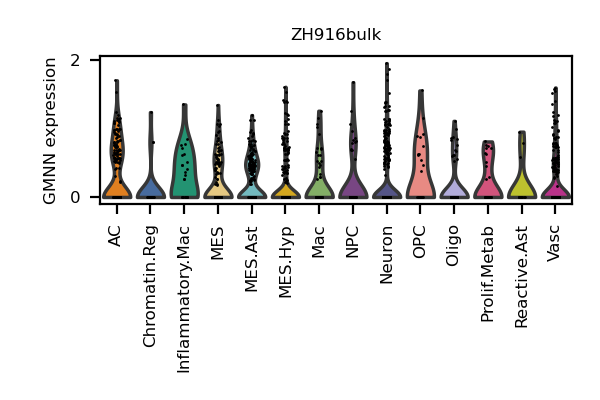 ZH916bulk
GMNN expression
2
0
AC
Chromatin.Reg
Inflammatory.Mac
MES
MES.Ast
MES.Hyp
Mac
NPC
Neuron
OPC
Oligo
Prolif.Metab
Reactive.Ast
Vasc